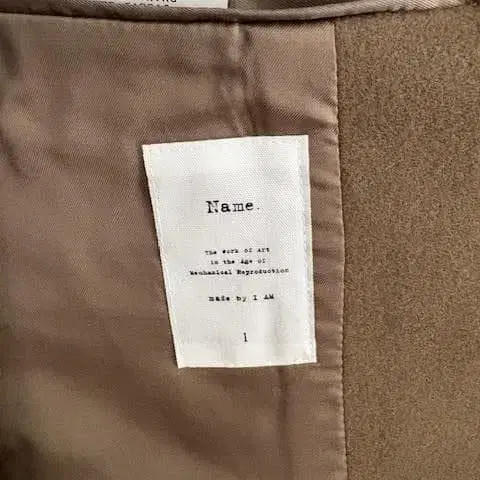 Name.
The work of Art
in the Age of
Mechanical Reproduction
made by I AM
1